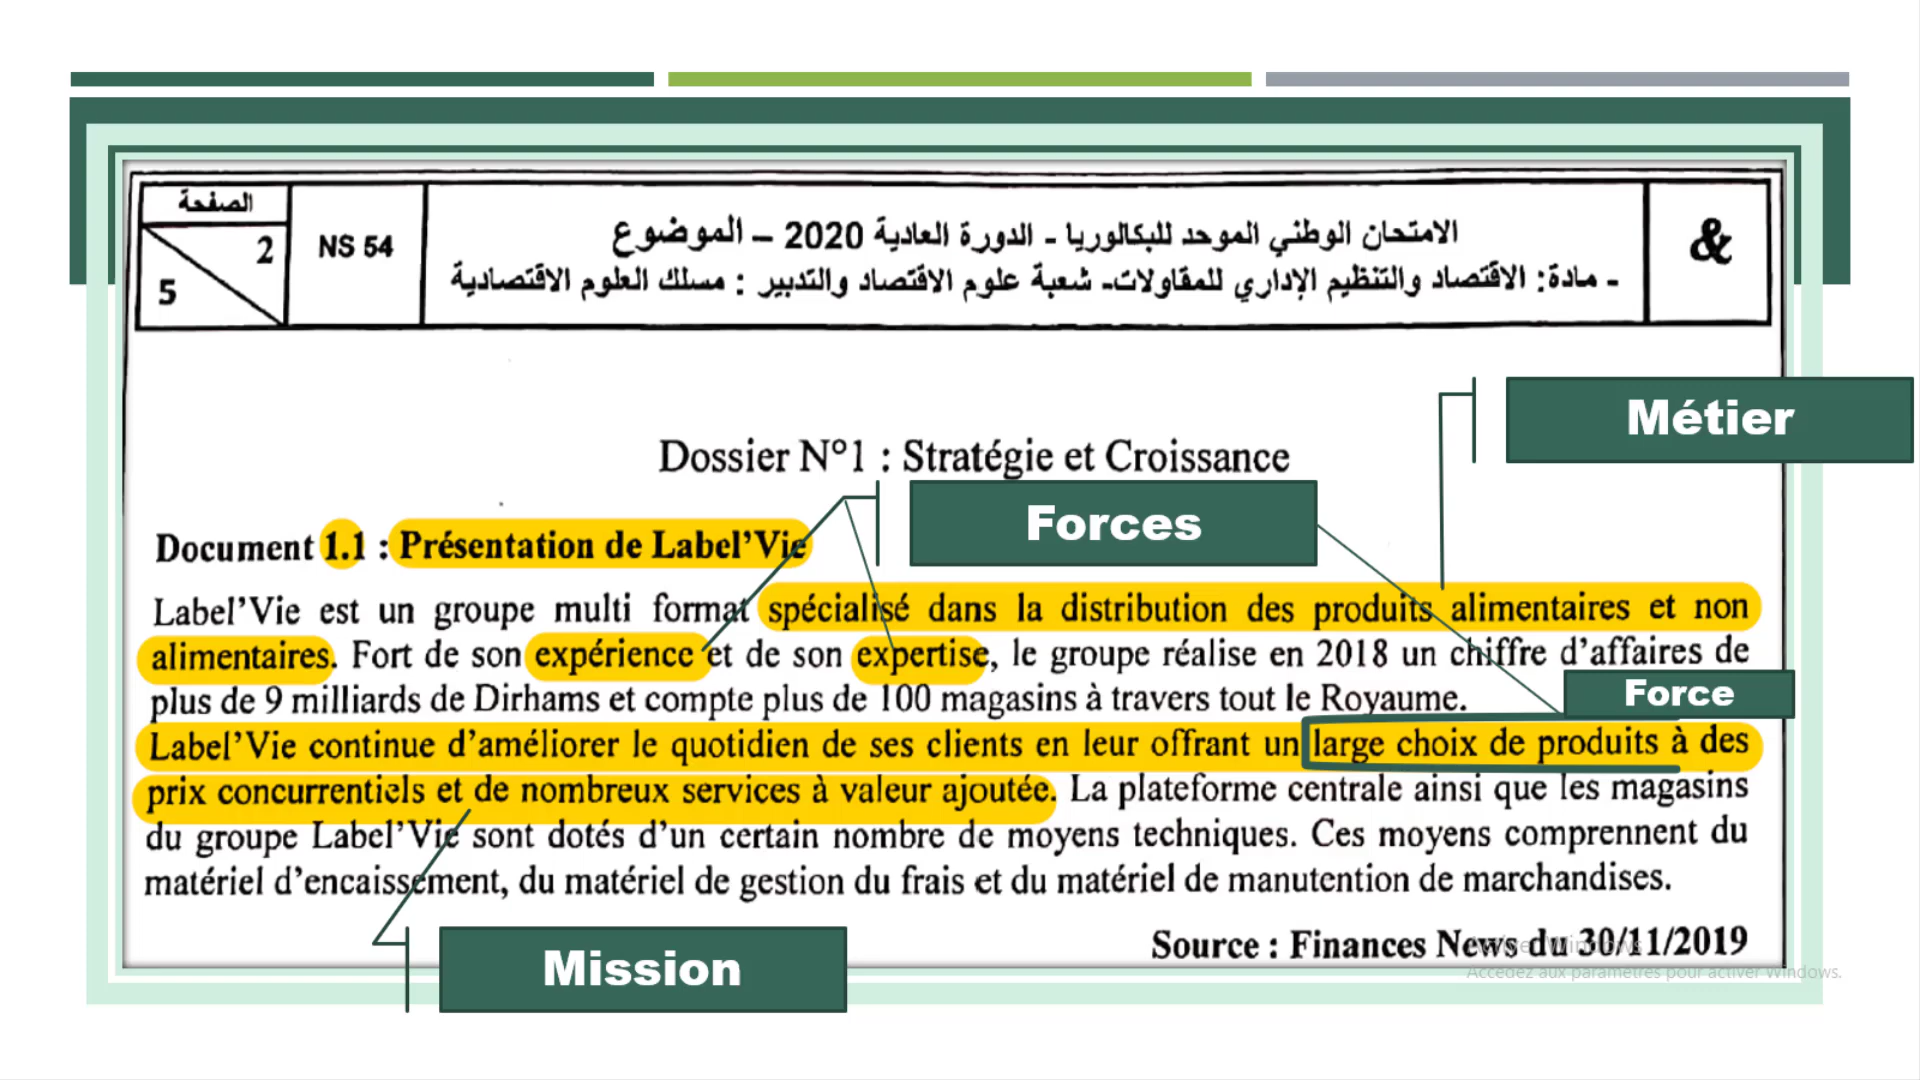 الصفحة
2
5
NS 54
الامتحان الوطني الموحد للبكالوريا - الدورة العادية 2020 – الموضوع
- مادة: الاقتصاد والتنظيم الإداري للمقاولات- شعبة علوم الاقتصاد والتدبير : مسلك العلوم الاقتصادية
&
Métier
Dossier N°1 : Stratégie et Croissance
Forces
Document 1.1 : Présentation de Label’Vie
Label’Vie est un groupe multi format spécialisé dans la distribution des produits alimentaires et non
alimentaires. Fort de son expérience et de son expertise, le groupe réalise en 2018 un chiffre d’affaires de
plus de 9 milliards de Dirhams et compte plus de 100 magasins à travers tout le Royaume.
Force
Label’Vie continue d’améliorer le quotidien de ses clients en leur offrant un large choix de produits à des
prix concurrentiels et de nombreux services à valeur ajoutée. La plateforme centrale ainsi que les magasins
du groupe Label’Vie sont dotés d’un certain nombre de moyens techniques. Ces moyens comprennent du
matériel d’encaissement, du matériel de gestion du frais et du matériel de manutention de marchandises.
Source : Finances News du 30/11/2019
Mission
Activer Windows
Accédez aux paramètres pour activer Windows.